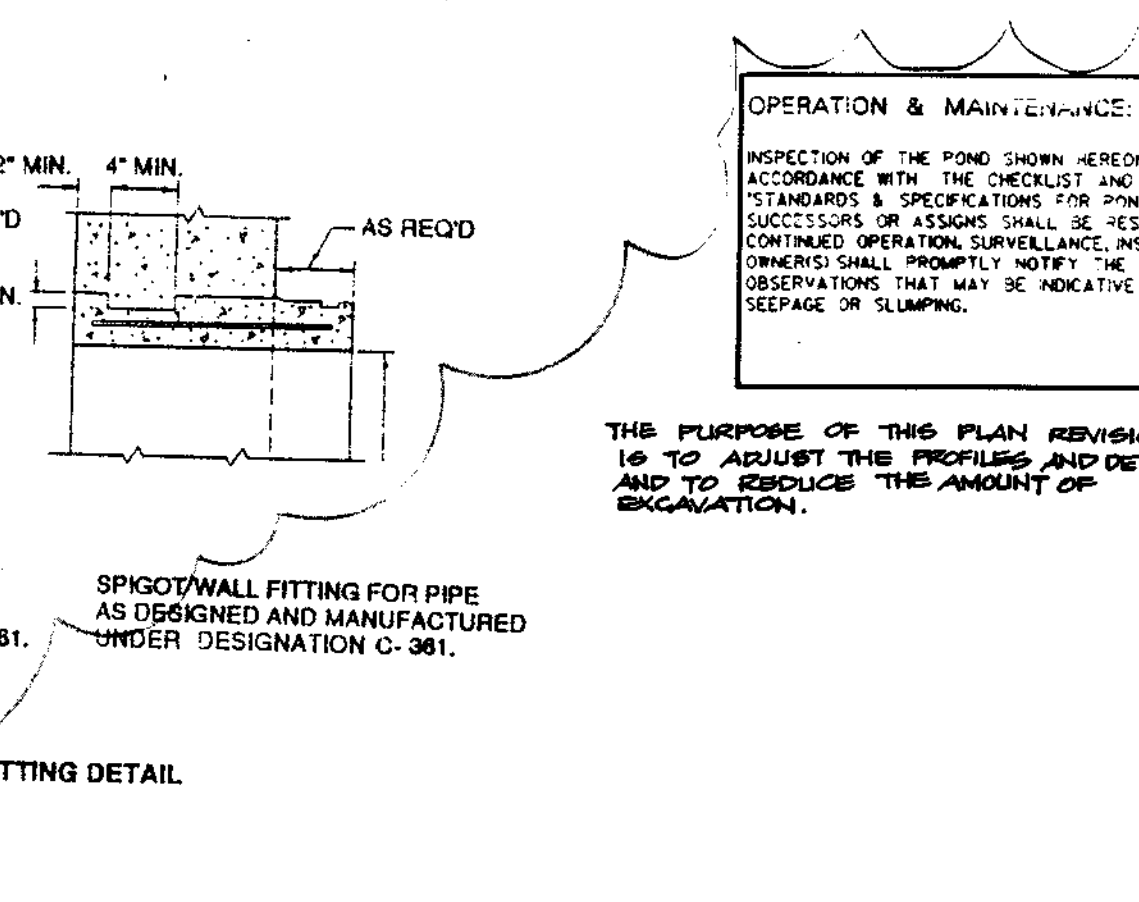 2" MIN.
4" MIN.
'D
AS REQ'D
N.
SPIGOT/WALL FITTING FOR PIPE
AS DESIGNED AND MANUFACTURED
UNDER DESIGNATION C-361.
61.
TTING DETAIL
OPERATION & MAINTENANCE:
INSPECTION OF THE POND SHOWN HEREON
ACCORDANCE WITH THE CHECKLIST AND
"STANDARDS & SPECIFICATIONS FOR PON
SUCCESSORS OR ASSIGNS SHALL BE RES
CONTINUED OPERATION, SURVEILLANCE, INS
OWNER(S) SHALL PROMPTLY NOTIFY THE
OBSERVATIONS THAT MAY BE INDICATIVE
SEEPAGE OR SLUMPING.
THE PURPOSE OF THIS PLAN REVISI
IS TO ADJUST THE PROFILES AND DE
AND TO REDUCE THE AMOUNT OF
EXCAVATION.